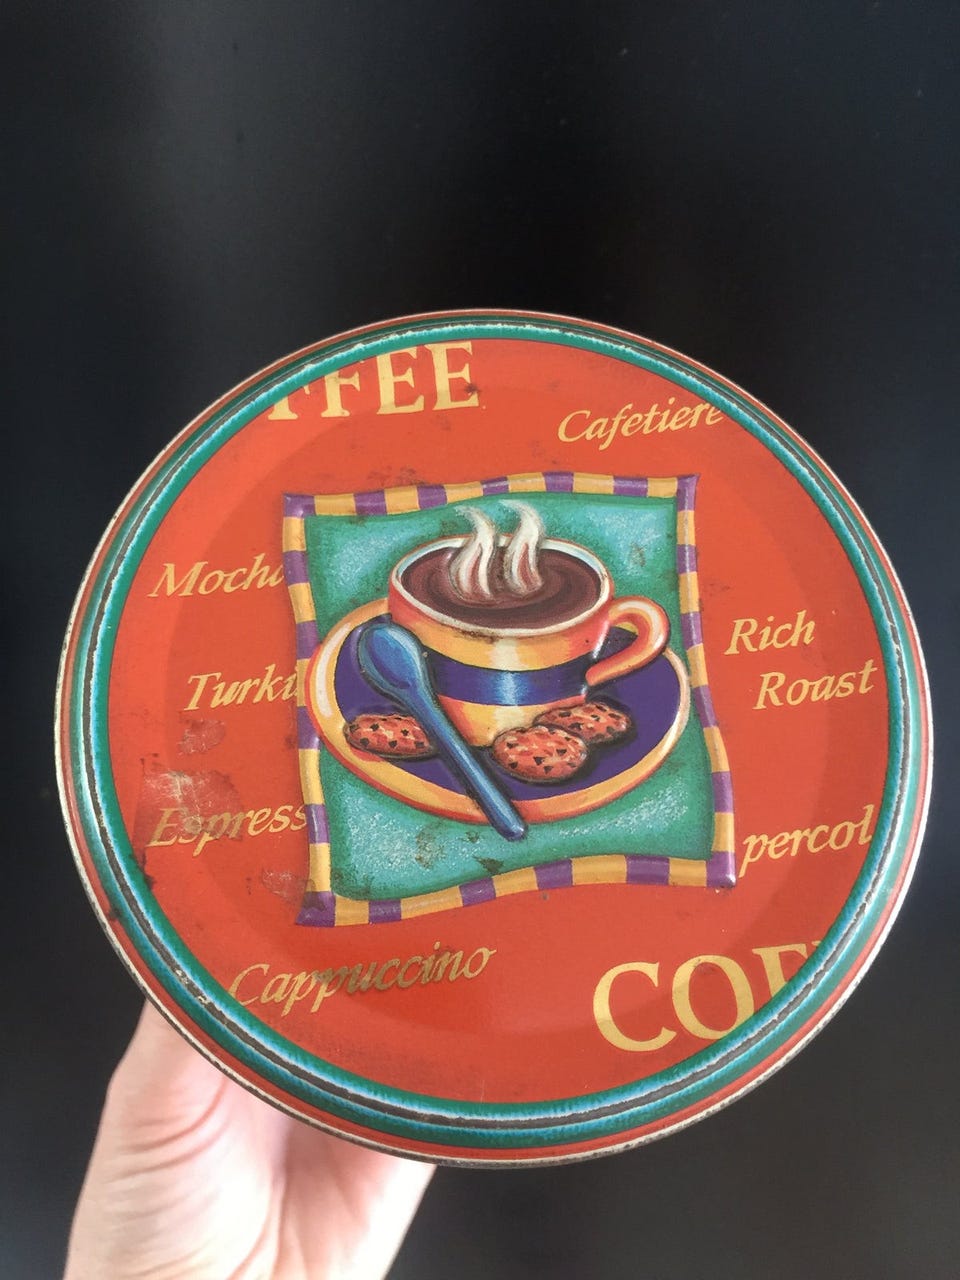 FFEE
Cafetiere
Mocha
Rich
Turki
Roast
Espress
percol
Cappuccino
COF